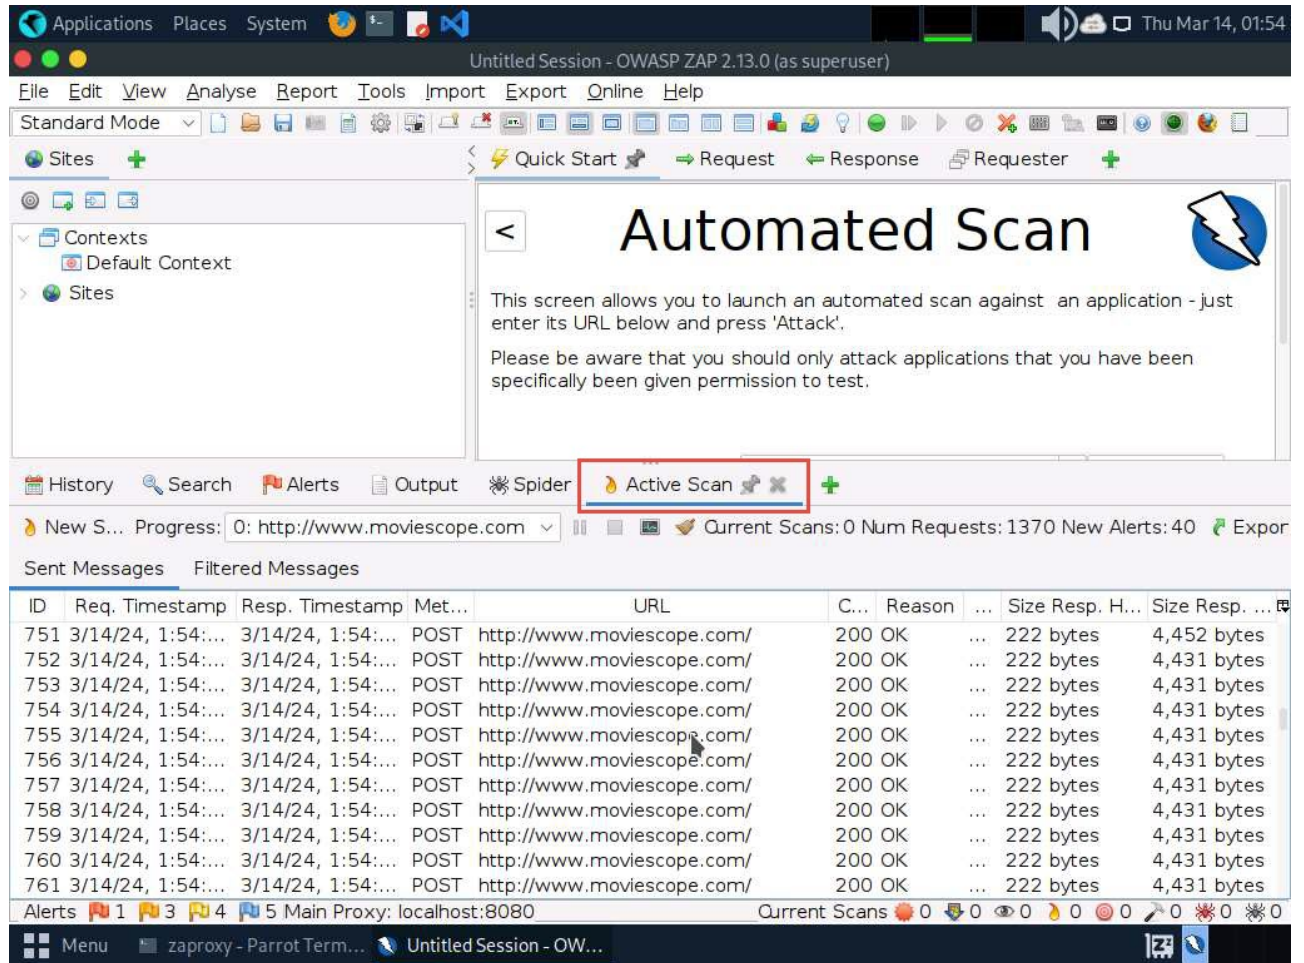 Applications Places System Thu Mar 14, 01:54
Untitled Session - OWASP ZAP 2.13.0 (as superuser)
File Edit View Analyse Report Tools Import Export Online Help
Standard Mode
Sites Quick Start Request Response Requester
Contexts
Default Context
Sites
< Automated Scan
This screen allows you to launch an automated scan against an application - just
enter its URL below and press 'Attack'.
Please be aware that you should only attack applications that you have been
specifically been given permission to test.
History Search Alerts Output Spider Active Scan
New S... Progress: 0: http://www.moviescope.com Current Scans: 0 Num Requests: 1370 New Alerts: 40 Expor
Sent Messages Filtered Messages
ID Req. Timestamp Resp. Timestamp Met... URL C... Reason ... Size Resp. H... Size Resp. ...
751 3/14/24, 1:54:... 3/14/24, 1:54:... POST http://www.moviescope.com/ 200 OK ... 222 bytes 4,452 bytes
752 3/14/24, 1:54:... 3/14/24, 1:54:... POST http://www.moviescope.com/ 200 OK ... 222 bytes 4,431 bytes
753 3/14/24, 1:54:... 3/14/24, 1:54:... POST http://www.moviescope.com/ 200 OK ... 222 bytes 4,431 bytes
754 3/14/24, 1:54:... 3/14/24, 1:54:... POST http://www.moviescope.com/ 200 OK ... 222 bytes 4,431 bytes
755 3/14/24, 1:54:... 3/14/24, 1:54:... POST http://www.moviescope.com/ 200 OK ... 222 bytes 4,431 bytes
756 3/14/24, 1:54:... 3/14/24, 1:54:... POST http://www.moviescope.com/ 200 OK ... 222 bytes 4,431 bytes
757 3/14/24, 1:54:... 3/14/24, 1:54:... POST http://www.moviescope.com/ 200 OK ... 222 bytes 4,431 bytes
758 3/14/24, 1:54:... 3/14/24, 1:54:... POST http://www.moviescope.com/ 200 OK ... 222 bytes 4,431 bytes
759 3/14/24, 1:54:... 3/14/24, 1:54:... POST http://www.moviescope.com/ 200 OK ... 222 bytes 4,431 bytes
760 3/14/24, 1:54:... 3/14/24, 1:54:... POST http://www.moviescope.com/ 200 OK ... 222 bytes 4,431 bytes
761 3/14/24, 1:54:... 3/14/24, 1:54:... POST http://www.moviescope.com/ 200 OK ... 222 bytes 4,431 bytes
Alerts 1 3 4 5 Main Proxy: localhost:8080 Current Scans 0 0 0 0 0 0 0 0
Menu zaproxy - Parrot Term... Untitled Session - OW...